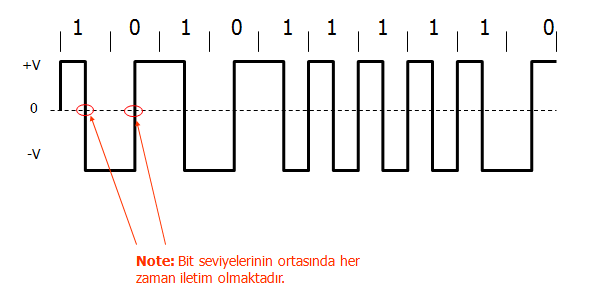 1 0 1 0 1 1 1 1 1 0
+V
0
-V
Note: Bit seviyelerinin ortasında her
zaman iletim olmaktadır.